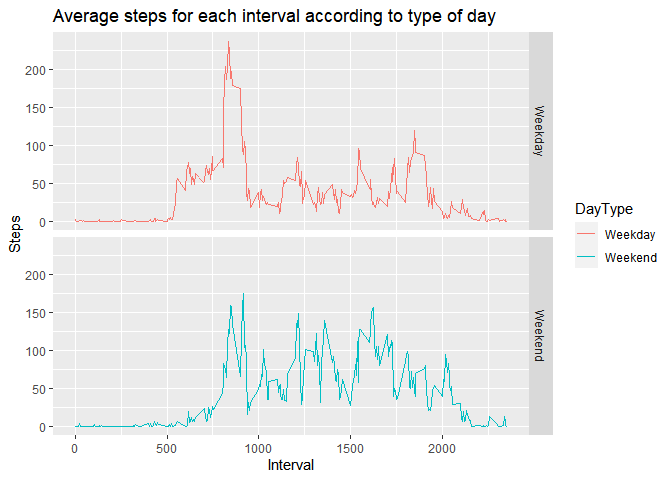 Average steps for each interval according to type of day
Steps
200
150
100
50
0
Weekday
200
150
100
50
0
Weekend
0 500 1000 1500 2000
Interval
DayType
Weekday
Weekend